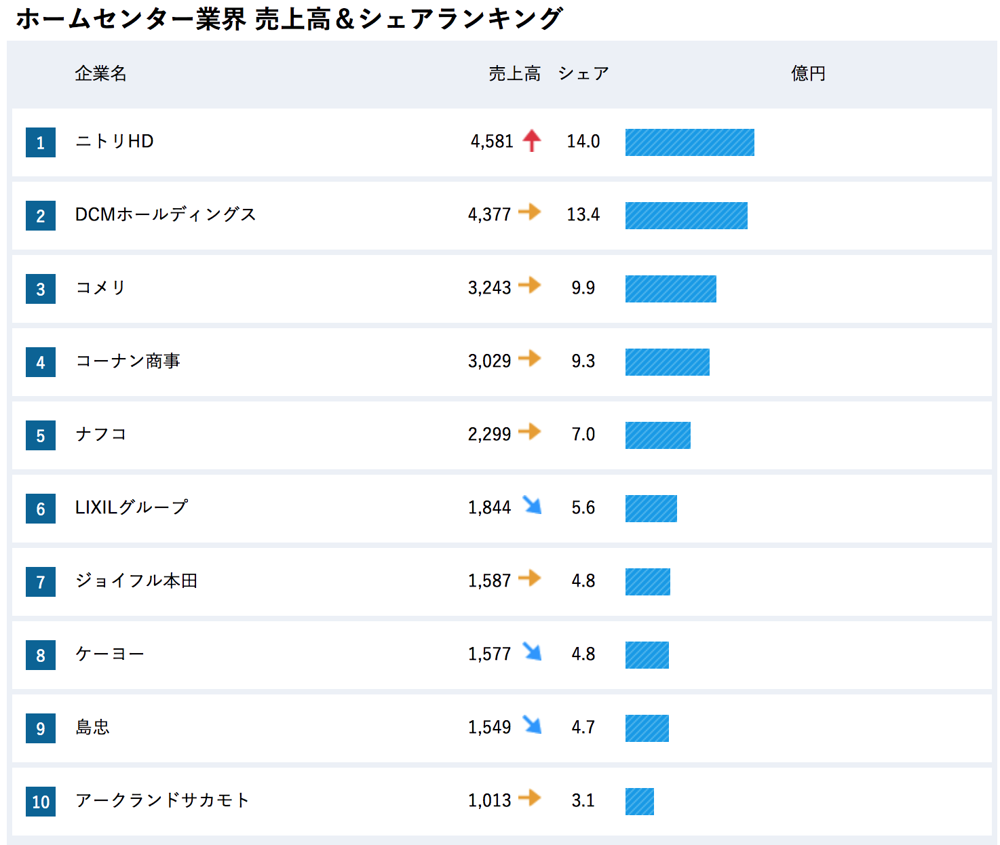 ホームセンター業界 売上高＆シェアランキング
企業名 売上高 シェア 億円
1 ニトリHD 4,581 14.0
2 DCMホールディングス 4,377 13.4
3 コメリ 3,243 9.9
4 コーナン商事 3,029 9.3
5 ナフコ 2,299 7.0
6 LIXILグループ 1,844 5.6
7 ジョイフル本田 1,587 4.8
8 ケーヨー 1,577 4.8
9 島忠 1,549 4.7
10 アークランドサカモト 1,013 3.1